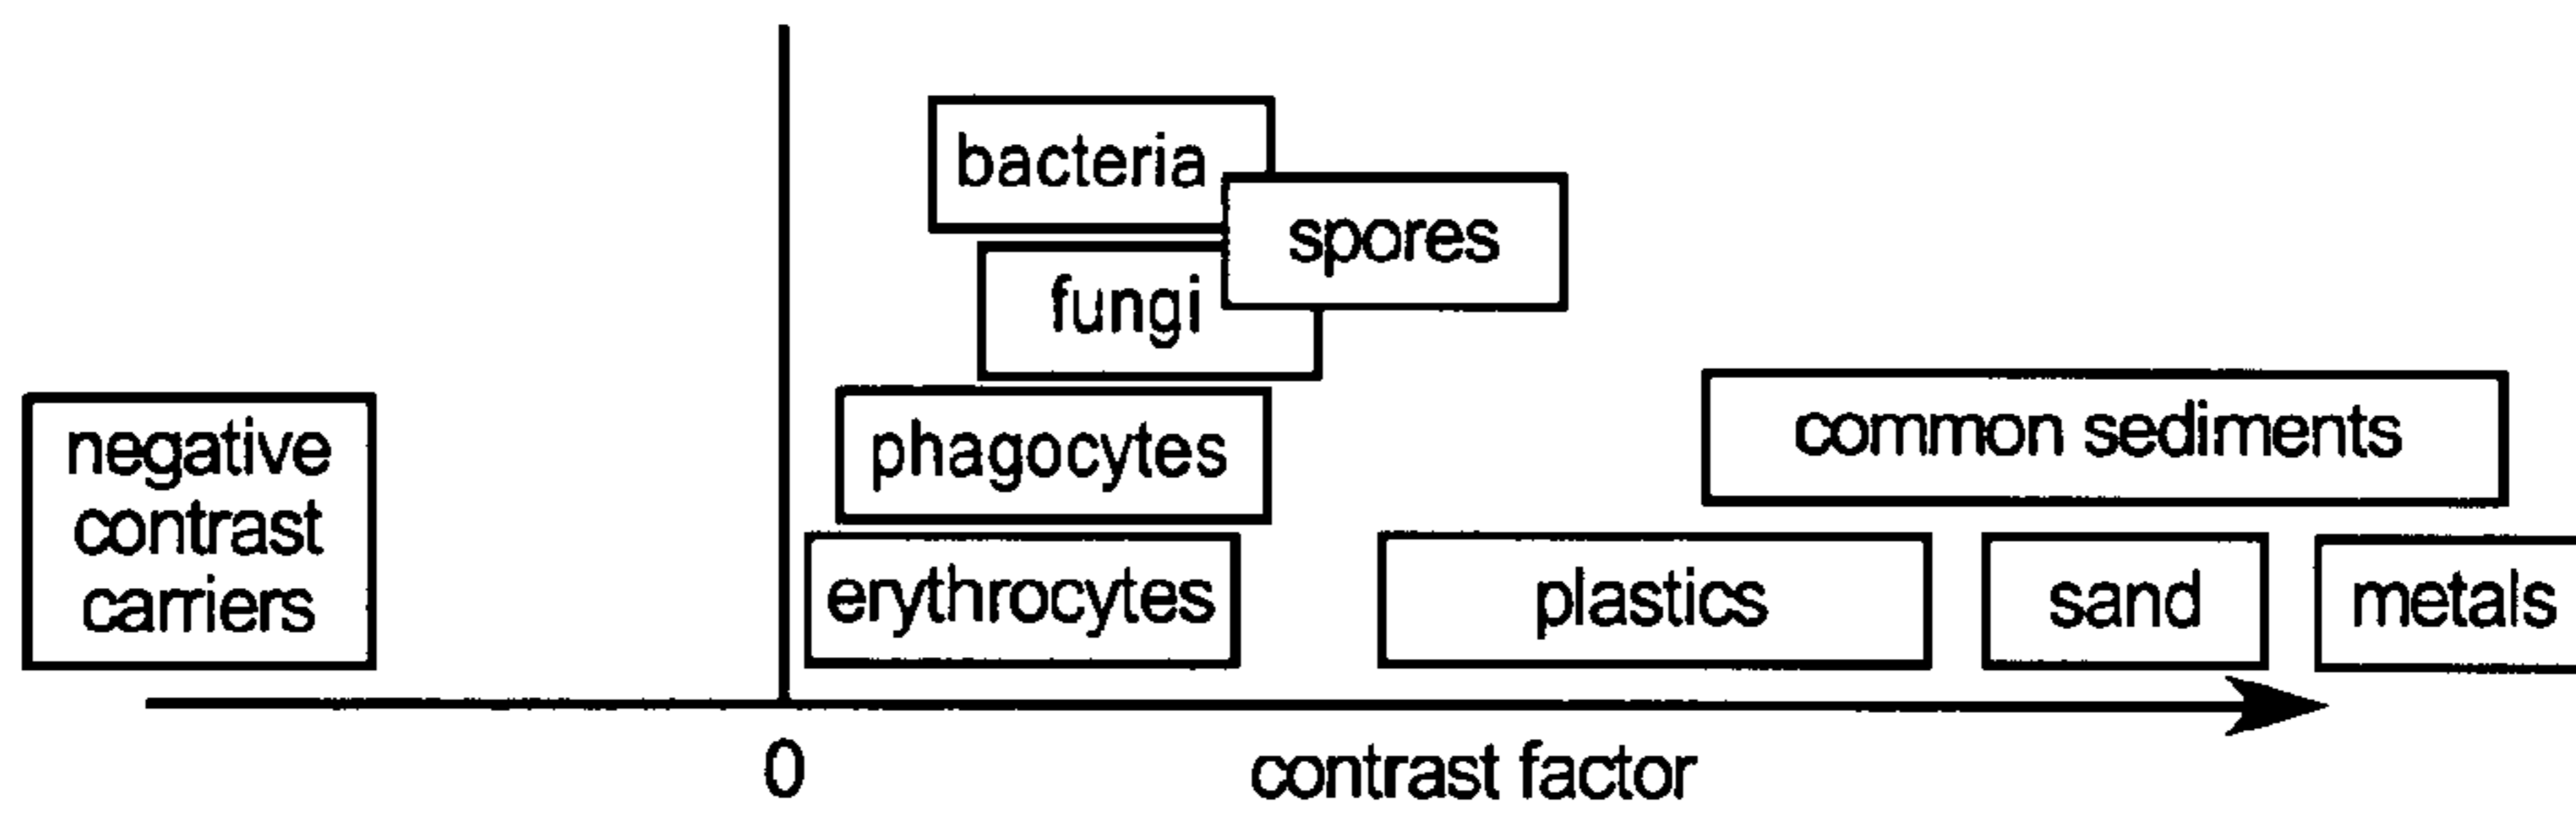 bacteria
spores
fungi
negative
contrast
carriers
phagocytes
common sediments
erythrocytes
plastics
sand
metals
0
contrast factor